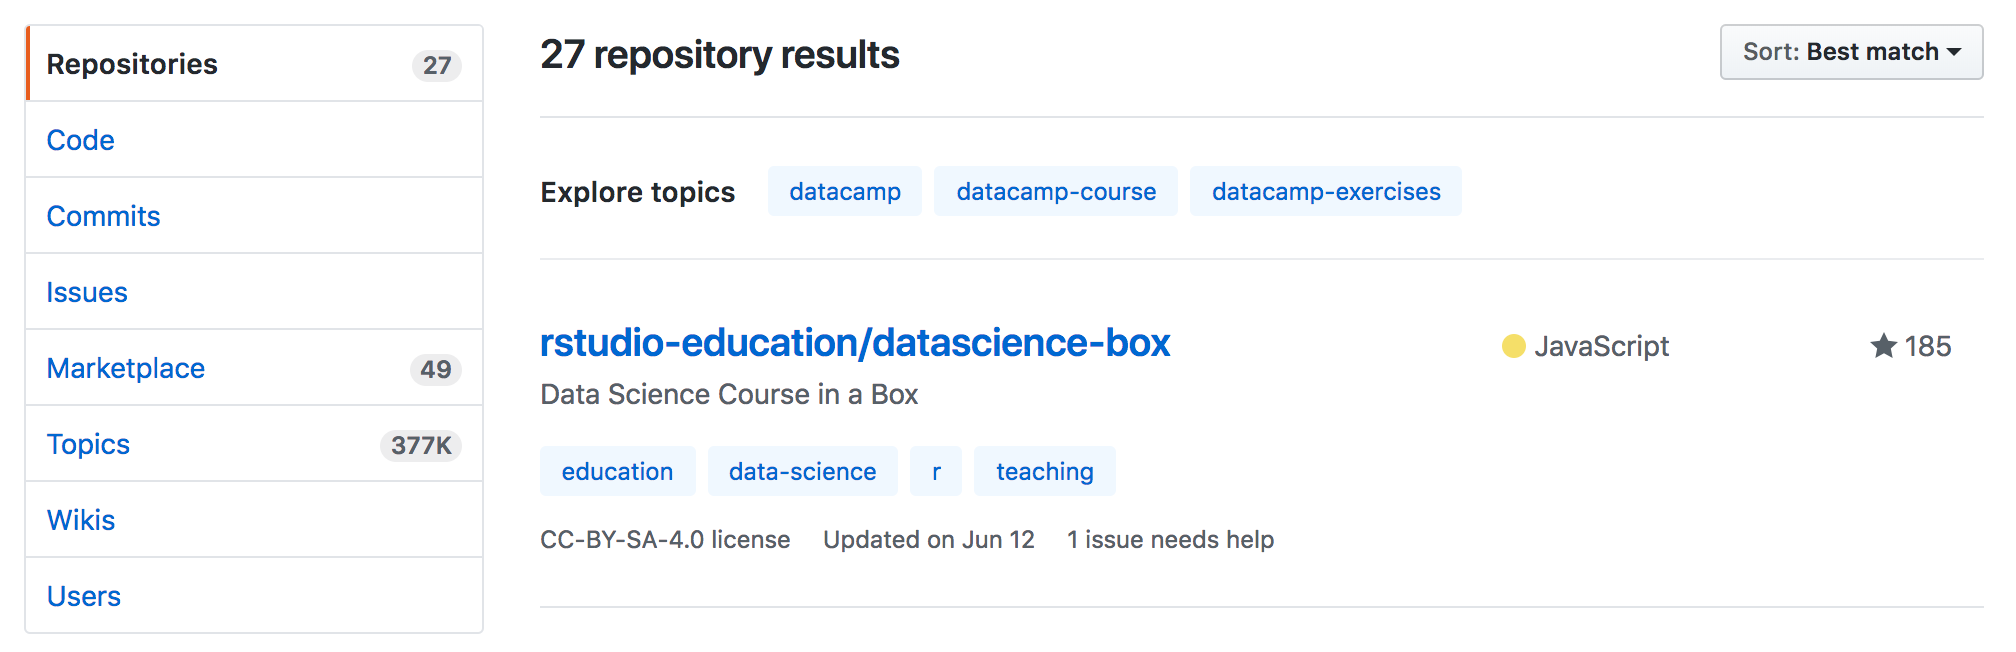 Repositories 27
Code
Commits
Issues
Marketplace 49
Topics 377K
Wikis
Users
27 repository results
Sort: Best match
Explore topics datacamp datacamp-course datacamp-exercises
rstudio-education/datascience-box
JavaScript
185
Data Science Course in a Box
education data-science r teaching
CC-BY-SA-4.0 license Updated on Jun 12 1 issue needs help